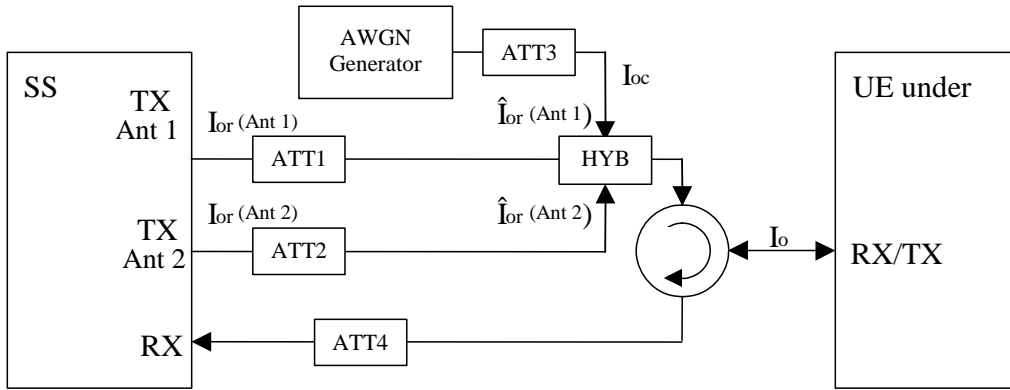 SS
TX
Ant 1
TX
Ant 2
RX
AWGN
Generator
ATT3
Ioc
Ior (Ant 1)
ATT1
Îor (Ant 1)
HYB
Ior (Ant 2)
ATT2
Îor (Ant 2)
ATT4
Io
UE under
RX/TX